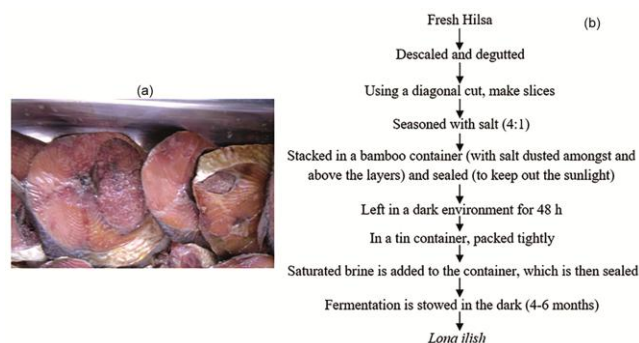 (a)
(b)
Fresh Hilsa
Descaled and degutted
Using a diagonal cut, make slices
Seasoned with salt (4:1)
Stacked in a bamboo container (with salt dusted amongst and
above the layers) and sealed (to keep out the sunlight)
Left in a dark environment for 48 h
In a tin container, packed tightly
Saturated brine is added to the container, which is then sealed
Fermentation is stowed in the dark (4-6 months)
Long ilish